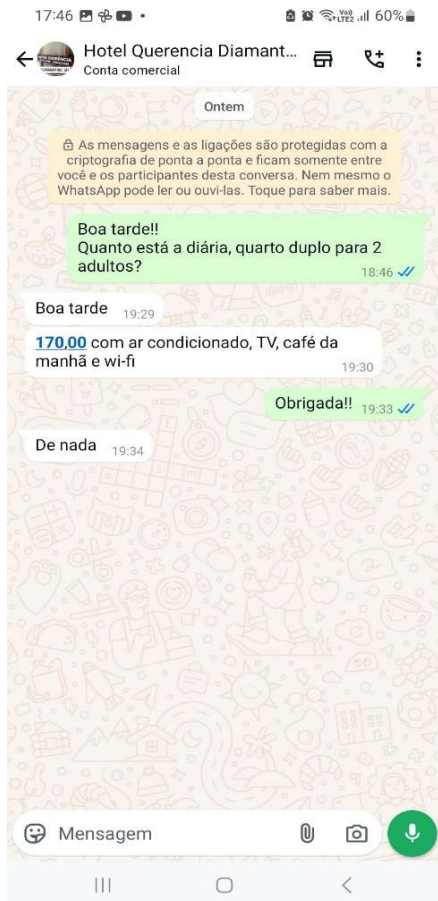 17:46
60%
Hotel Querencia Diamant...
Conta comercial
Ontem
As mensagens e as ligações são protegidas com a
criptografia de ponta a ponta e ficam somente entre
você e os participantes desta conversa. Nem mesmo o
WhatsApp pode ler ou ouvi-las. Toque para saber mais.
Boa tarde!!
Quanto está a diária, quarto duplo para 2
adultos?
18:46
Boa tarde 19:29
170,00 com ar condicionado, TV, café da
manhã e wi-fi
19:30
Obrigada!! 19:33
De nada 19:34
Mensagem